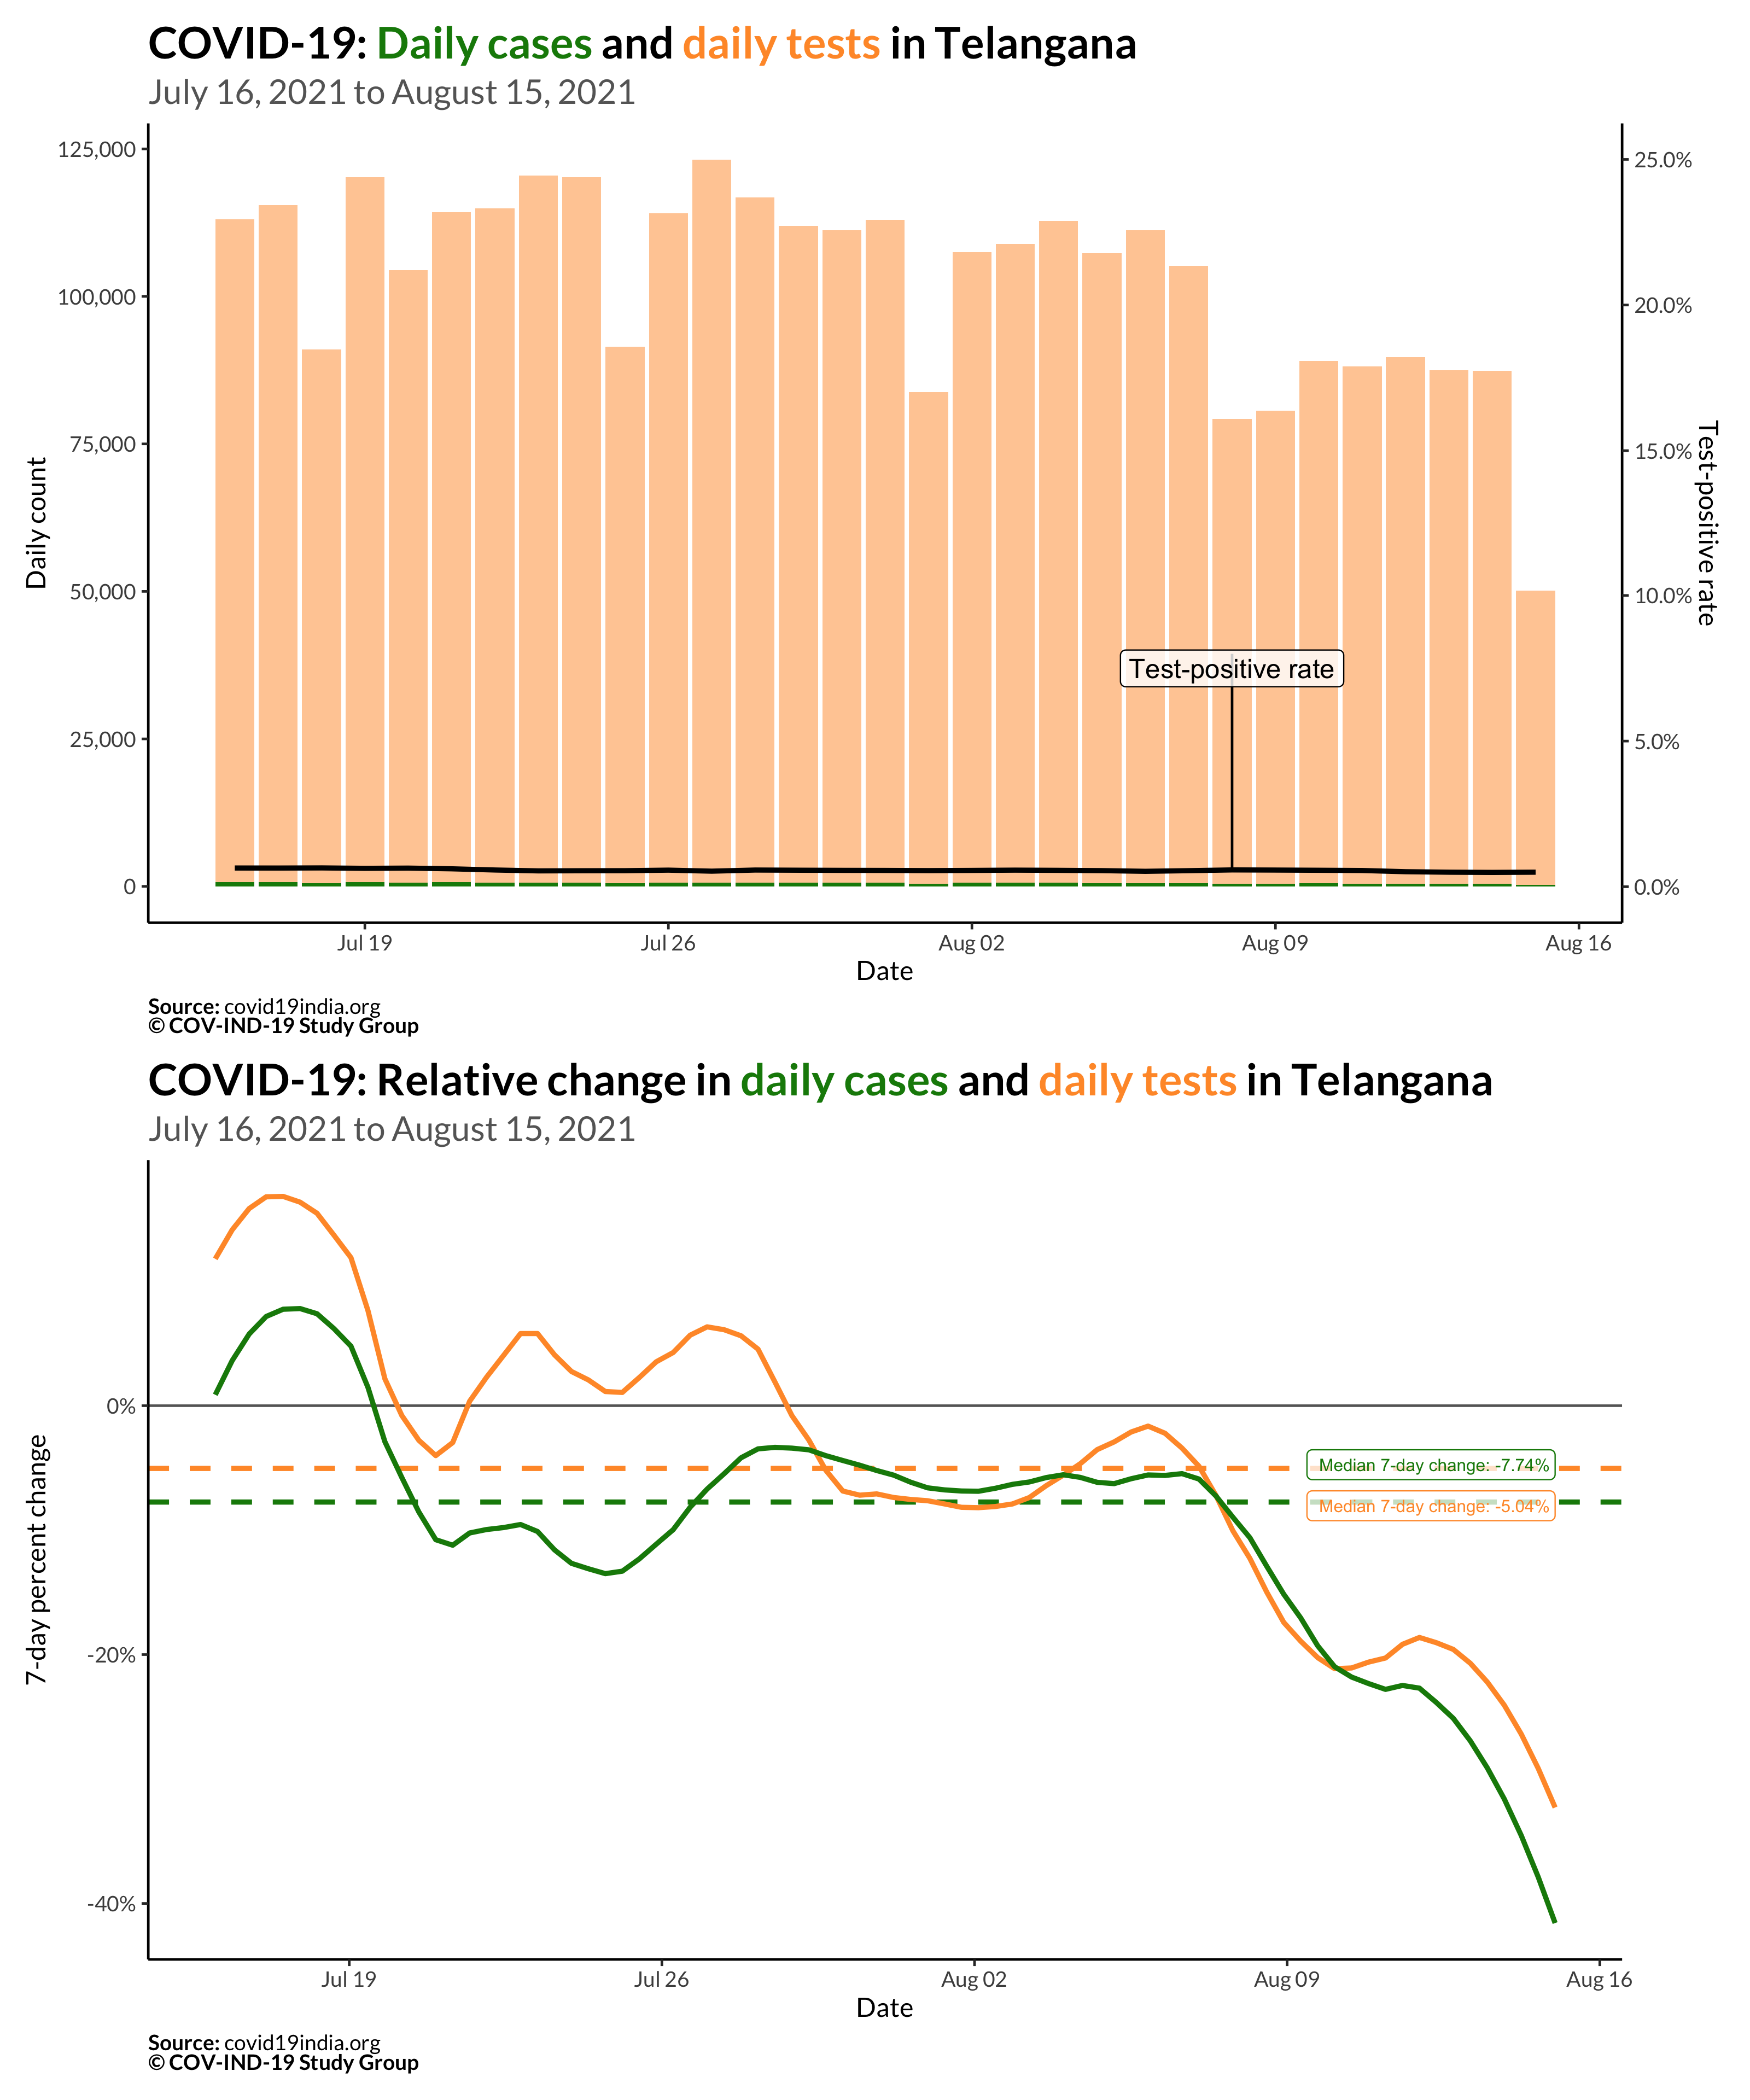 COVID-19: Daily cases and daily tests in Telangana
July 16, 2021 to August 15, 2021
125,000
100,000
75,000
50,000
25,000
0
Daily count
25.0%
20.0%
15.0%
10.0%
5.0%
0.0%
Test-positive rate
Test-positive rate
Jul 19
Jul 26
Aug 02
Aug 09
Aug 16
Date
Source: covid19india.org
© COV-IND-19 Study Group
COVID-19: Relative change in daily cases and daily tests in Telangana
July 16, 2021 to August 15, 2021
0%
-20%
-40%
7-day percent change
Median 7-day change: -7.74%
Median 7-day change: -5.04%
Jul 19
Jul 26
Aug 02
Aug 09
Aug 16
Date
Source: covid19india.org
© COV-IND-19 Study Group